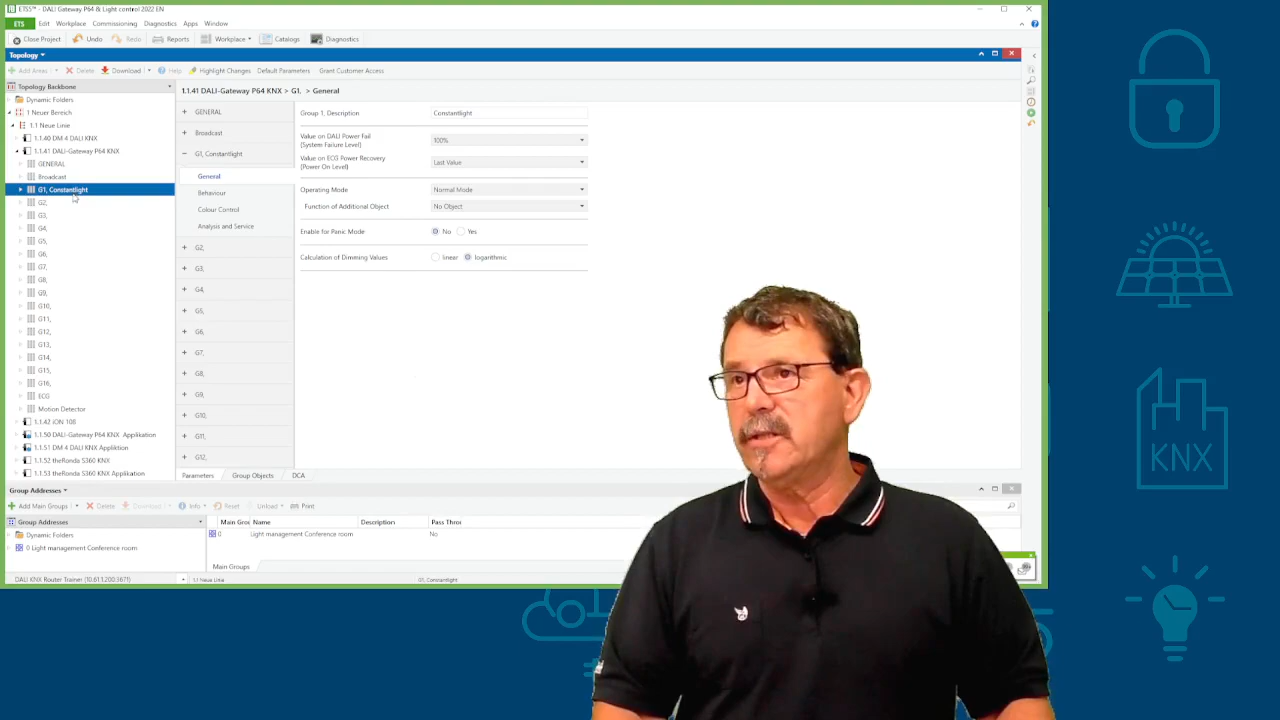 ETS5™ - DALI Gateway P64 & Light control 2022 EN
ETS Edit Workplace Commissioning Diagnostics Apps Window
Close Project Undo Redo Reports Workplace Catalogs Diagnostics
Topology
Add Areas Delete Download Help Highlight Changes Default Parameters Grant Customer Access
Topology Backbone
Dynamic Folders
1 Neuer Bereich
1.1 Neue Linie
1.1.40 DM 4 DALI KNX
1.1.41 DALI-Gateway P64 KNX
GENERAL
Broadcast
G1, Constantlight
G2,
G3,
G4,
G5,
G6,
G7,
G8,
G9,
G10,
G11,
G12,
G13,
G14,
G15,
G16,
ECG
Motion Detector
1.1.42 iON 108
1.1.50 DALI-Gateway P64 KNX Applikation
1.1.51 DM 4 DALI KNX Appliktion
1.1.52 theRonda S360 KNX
1.1.53 theRonda S360 KNX Applikation
1.1.41 DALI-Gateway P64 KNX > G1. > General
GENERAL
Broadcast
G1, Constantlight
General
Behaviour
Colour Control
Analysis and Service
G2,
G3,
G4,
G5,
G6,
G7,
G8,
G9,
G10,
G11,
G12,
Group 1, Description Constantlight
Value on DALI Power Fail
(System Failure Level) 100%
Value on ECG Power Recovery
(Power On Level) Last Value
Operating Mode Normal Mode
Function of Additional Object No Object
Enable for Panic Mode No Yes
Calculation of Dimming Values linear logarithmic
Parameters Group Objects DCA
Group Addresses
Add Main Groups Delete Download Info Reset Unload Print
Group Addresses
Dynamic Folders
0 Light management Conference room
Main Grou Name Description Pass Throu
0 Light management Conference room No
Main Groups
DALI KNX Router Trainer (10.61.1.200:3671) 1.1 Neue Linie G1, Constantlight
KNX